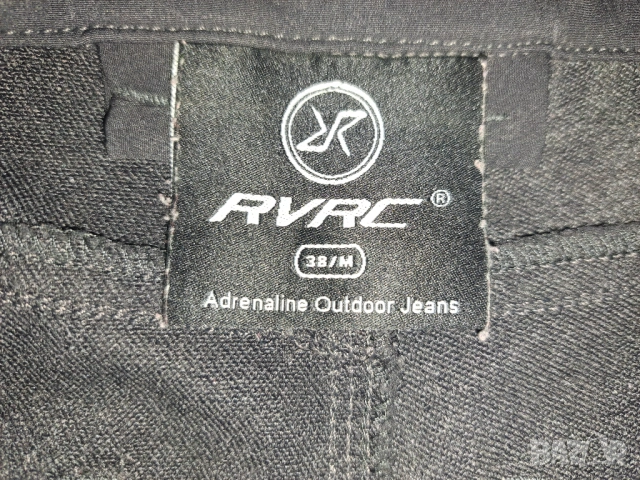 RVRC®
38/M
Adrenaline Outdoor Jeans